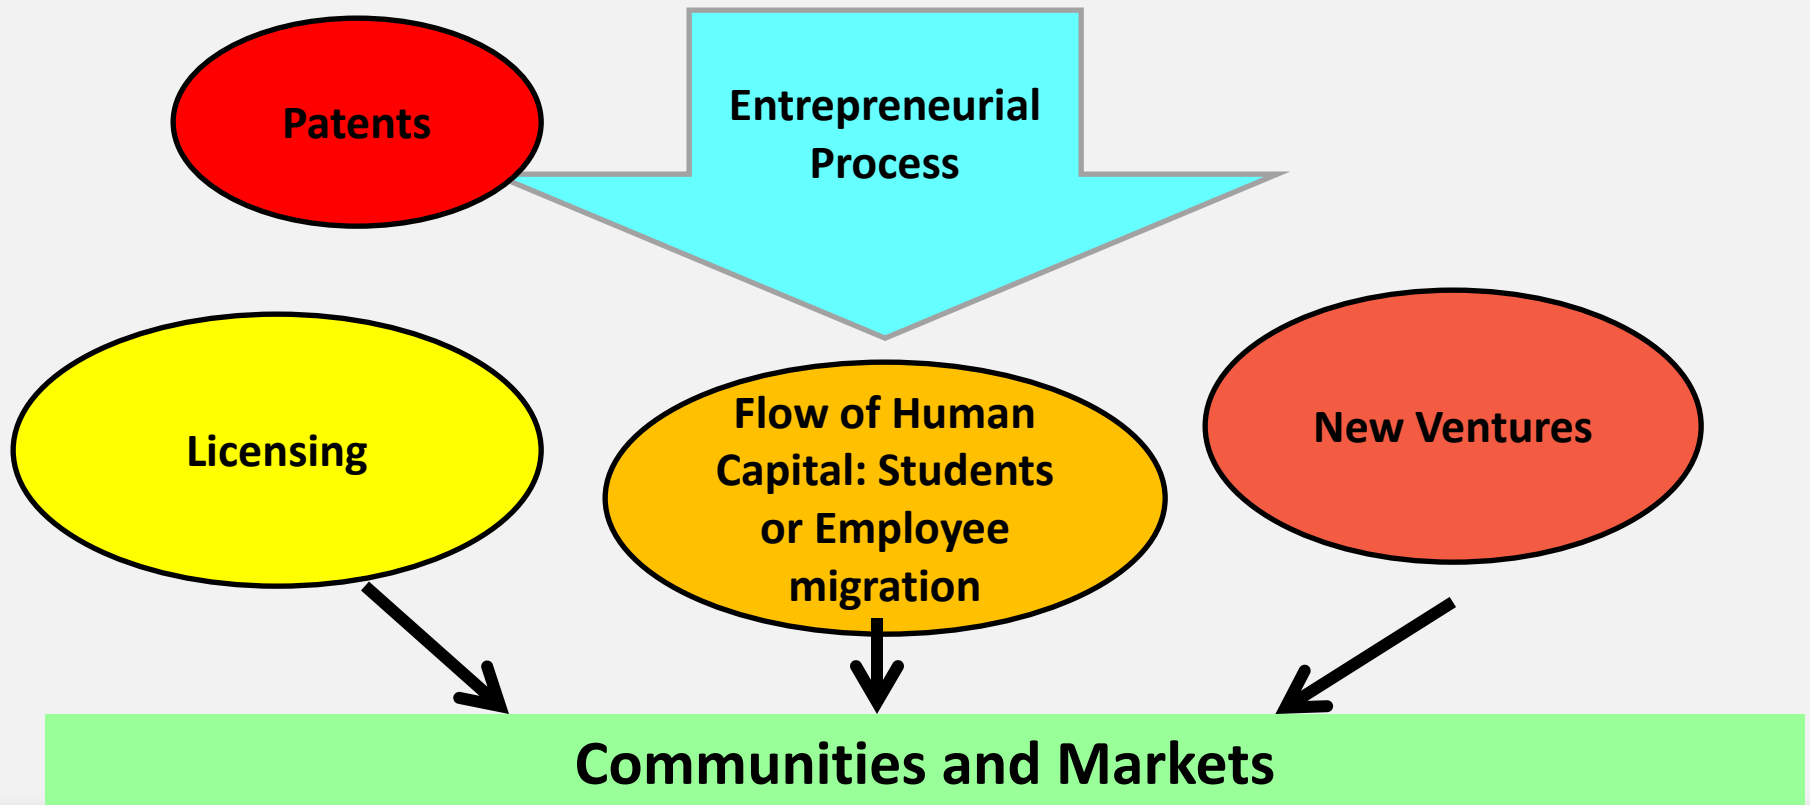 Patents
Entrepreneurial
Process
Licensing
Flow of Human
Capital: Students
or Employee
migration
New Ventures
Communities and Markets